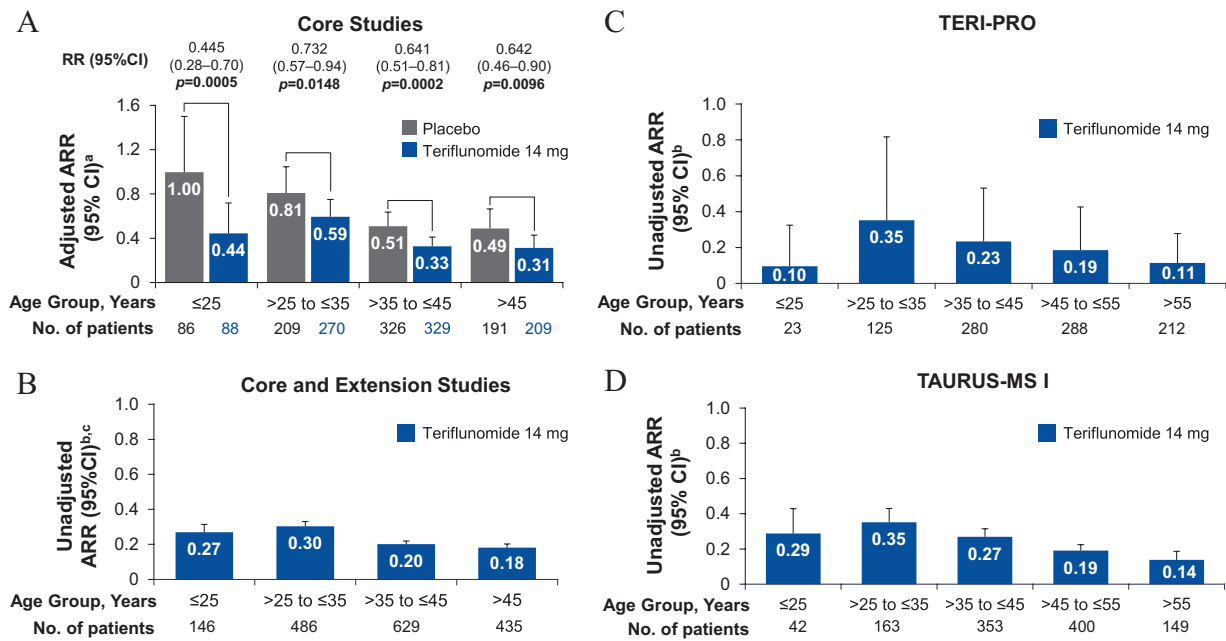 A
Core Studies
RR (95%CI)
0.445 0.732 0.641 0.642
(0.28–0.70) (0.57–0.94) (0.51–0.81) (0.46–0.90)
p=0.0005 p=0.0148 p=0.0002 p=0.0096
Adjusted ARR
(95% CI)a
1.6
1.2
0.8
0.4
0
Placebo
Teriflunomide 14 mg
1.00 0.44 0.81 0.59 0.51 0.33 0.49 0.31
Age Group, Years ≤25 >25 to ≤35 >35 to ≤45 >45
No. of patients 86 88 209 270 326 329 191 209
B
Core and Extension Studies
Unadjusted
ARR (95%CI)b,c
1.0
0.8
0.6
0.4
0.2
0
Teriflunomide 14 mg
0.27 0.30 0.20 0.18
Age Group, Years ≤25 >25 to ≤35 >35 to ≤45 >45
No. of patients 146 486 629 435
C
TERI-PRO
Unadjusted ARR
(95% CI)b
1.0
0.8
0.6
0.4
0.2
0
Teriflunomide 14 mg
0.10 0.35 0.23 0.19 0.11
Age Group, Years ≤25 >25 to ≤35 >35 to ≤45 >45 to ≤55 >55
No. of patients 23 125 280 288 212
D
TAURUS-MS I
Unadjusted ARR
(95% CI)b
1.0
0.8
0.6
0.4
0.2
0
Teriflunomide 14 mg
0.29 0.35 0.27 0.19 0.14
Age Group, Years ≤25 >25 to ≤35 >35 to ≤45 >45 to ≤55 >55
No. of patients 42 163 353 400 149